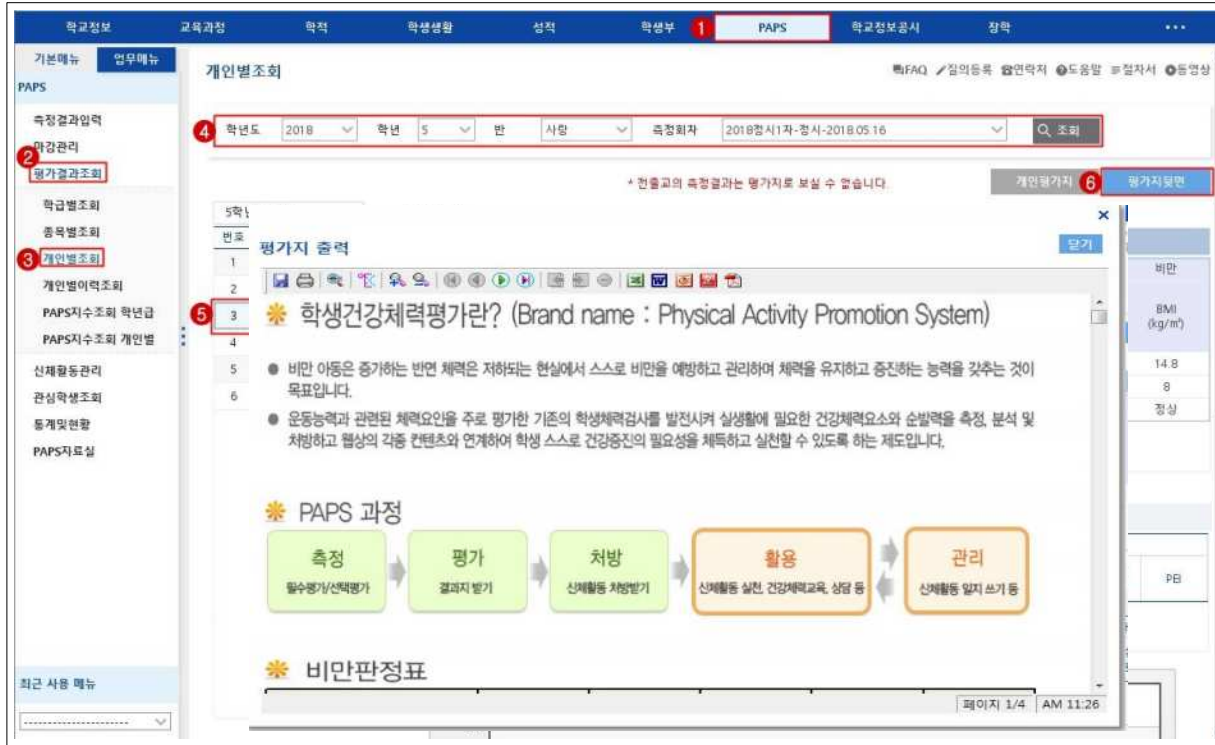 학교정보 교육과정 학적 학생생활 성적 학생부 1 PAPS 학교정보공시 장학 •••
기본메뉴 업무메뉴
PAPS
측정결과입력
마감관리
2
평가결과조회
학급별조회
종목별조회
3 개인별조회
개인별이력조회
PAPS지수조회 학년급
PAPS지수조회 개인별
신체활동관리
관심학생조회
통계및현황
PAPS자료실
최근 사용 메뉴
----------------------
개인별조회
FAQ 질의등록 연락처 도움말 절차서 동영상
4 학년도 2018 학년 5 반 사랑 측정회차 2018정시1차-정시-2018.05.16 조회
* 전출교의 측정결과는 평가지로 보실 수 없습니다.
개인평가지 6 평가지뒷면
5학년
번호
1
2
5 3
4
5
6
평가지 출력
닫기
학생건강체력평가란? (Brand name : Physical Activity Promotion System)
● 비만 아동은 증가하는 반면 체력은 저하되는 현실에서 스스로 비만을 예방하고 관리하며 체력을 유지하고 증진하는 능력을 갖추는 것이
목표입니다.
● 운동능력과 관련된 체력요인을 주로 평가한 기존의 학생체력검사를 발전시켜 실생활에 필요한 건강체력요소와 순발력을 측정, 분석 및
처방하고 웹상의 각종 컨텐츠와 연계하여 학생 스스로 건강증진의 필요성을 체득하고 실천할 수 있도록 하는 제도입니다.
PAPS 과정
측정 평가 처방 활용 관리
필수평가/선택평가 결과지 받기 신체활동 처방받기 신체활동 실천, 건강체력교육, 상담 등 신체활동 일지 쓰기 등
비만판정표
페이지 1/4 AM 11:26
비만
BMI
(kg/m²)
14.8
8
정상
PEI